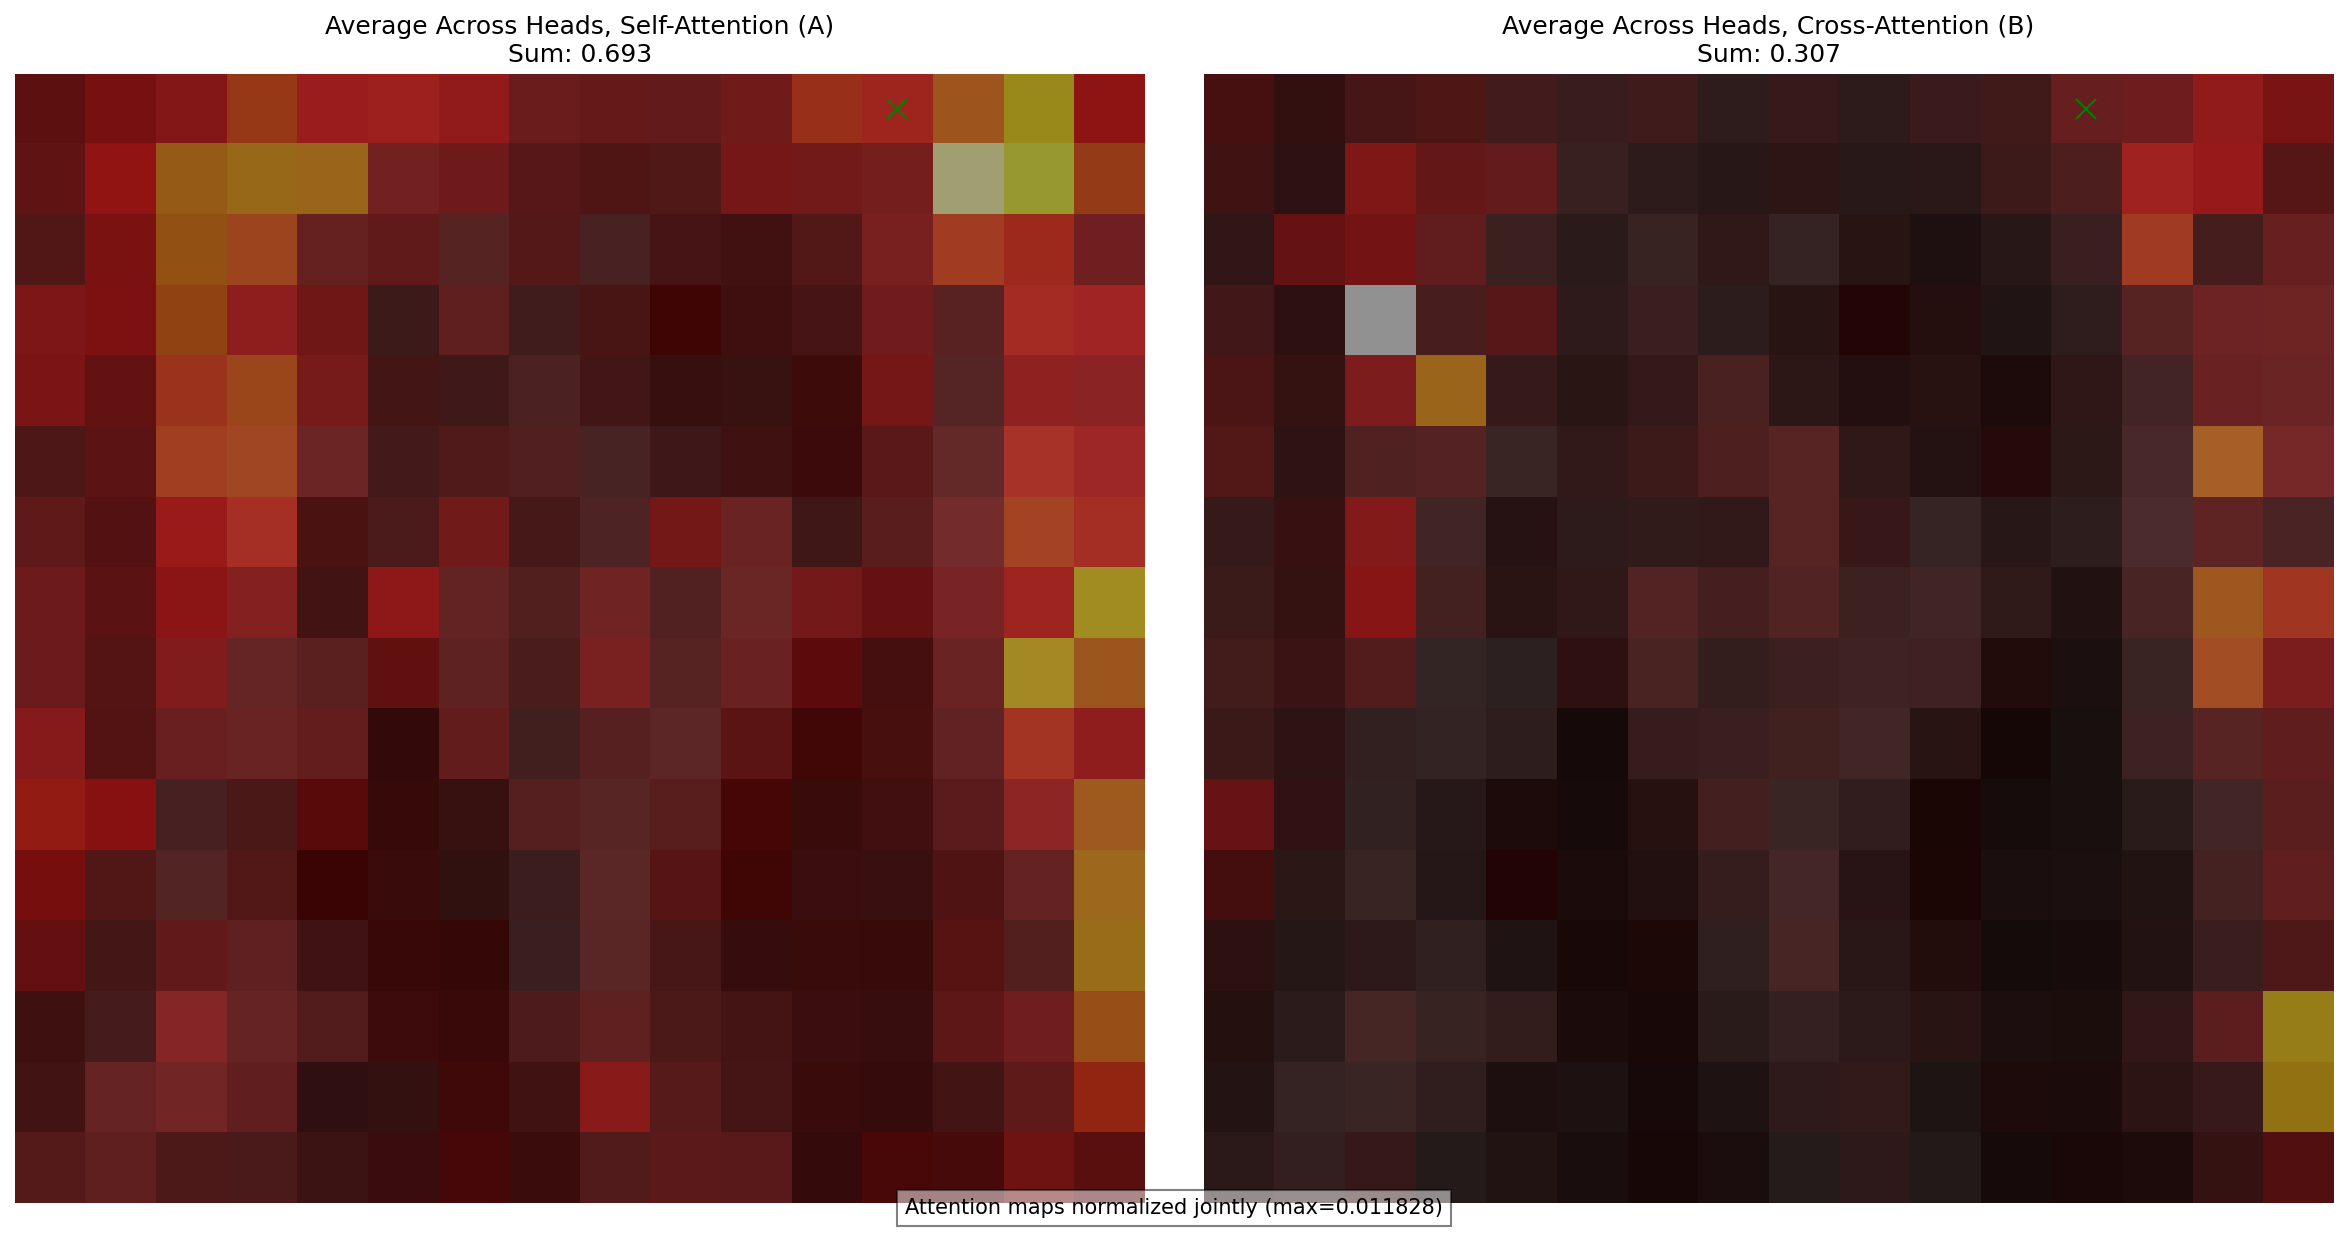 Average Across Heads, Self-Attention (A)
Sum: 0.693
Average Across Heads, Cross-Attention (B)
Sum: 0.307
Attention maps normalized jointly (max=0.011828)